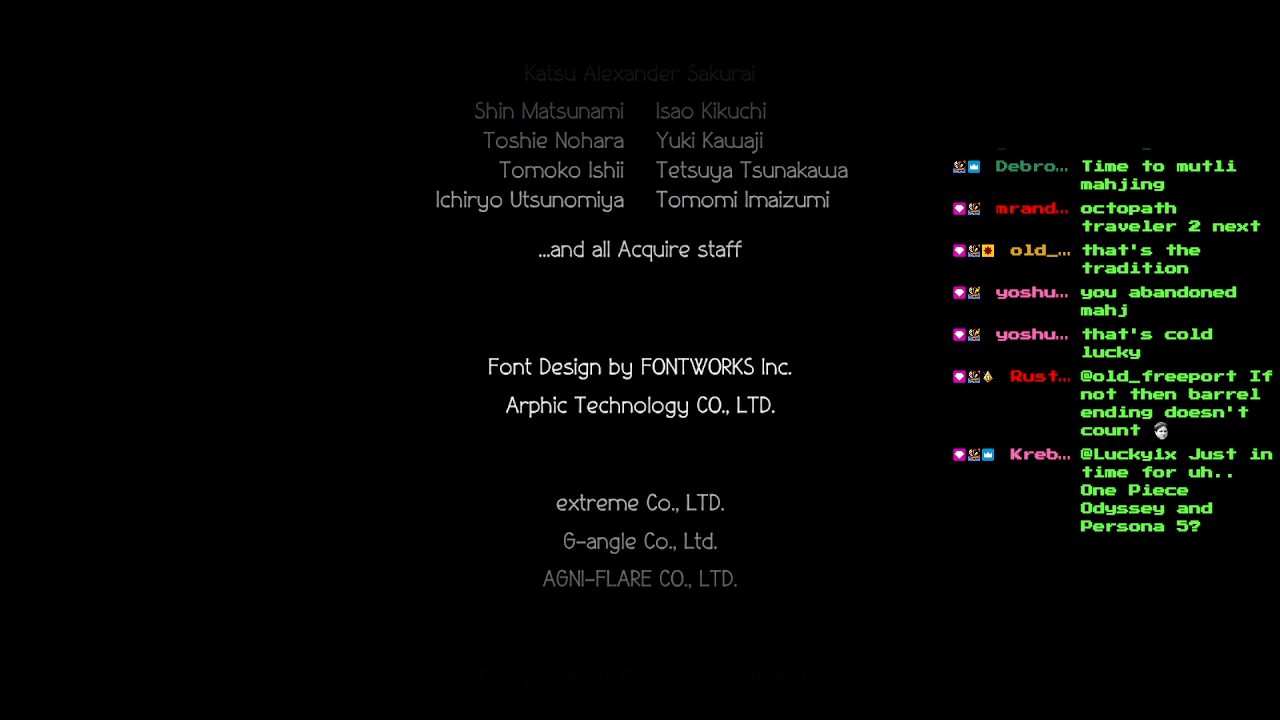 Katsu Alexander Sakurai
Shin Matsunami Isao Kikuchi
Toshie Nohara Yuki Kawaji
Tomoko Ishii Tetsuya Tsunakawa
Ichiryo Utsunomiya Tomomi Imaizumi
...and all Acquire staff
Font Design by FONTWORKS Inc.
Arphic Technology CO., LTD.
extreme Co., LTD.
G-angle Co., Ltd.
AGNI-FLARE CO., LTD.
Debro... Time to mutli
mahjing
mrand... octopath
traveler 2 next
old_... that's the
tradition
yoshu... you abandoned
mahj
yoshu... that's cold
lucky
Rust... @old_freeport If
not then barrel
ending doesn't
count
Kreb... @Lucky1x Just in
time for uh..
One Piece
Odyssey and
Persona 5?